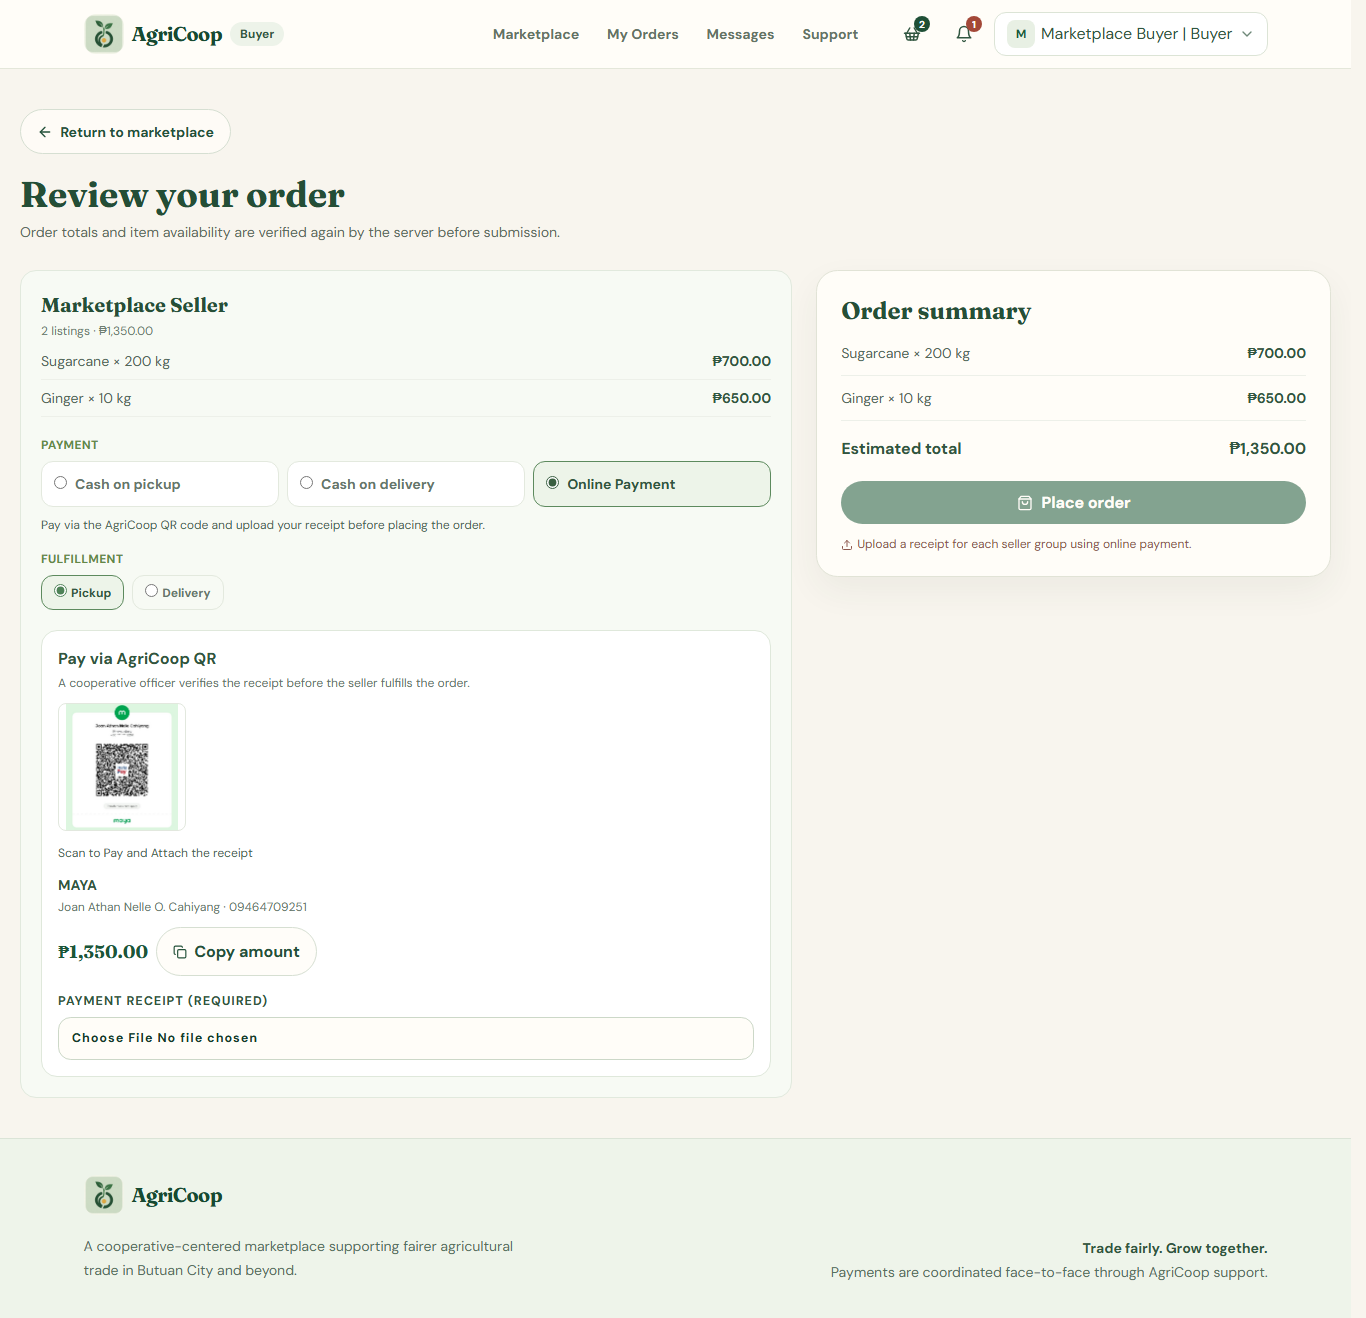 AgriCoop Buyer
Marketplace My Orders Messages Support 2 1 M Marketplace Buyer | Buyer
Return to marketplace
Review your order
Order totals and item availability are verified again by the server before submission.
Marketplace Seller
2 listings · ₱1,350.00
Sugarcane × 200 kg ₱700.00
Ginger × 10 kg ₱650.00
PAYMENT
Cash on pickup Cash on delivery Online Payment
Pay via the AgriCoop QR code and upload your receipt before placing the order.
FULFILLMENT
Pickup Delivery
Pay via AgriCoop QR
A cooperative officer verifies the receipt before the seller fulfills the order.
maya
Scan to Pay and Attach the receipt
MAYA
Joan Athan Nelle O. Cahiyang · 09464709251
₱1,350.00 Copy amount
PAYMENT RECEIPT (REQUIRED)
Choose File No file chosen
Order summary
Sugarcane × 200 kg ₱700.00
Ginger × 10 kg ₱650.00
Estimated total ₱1,350.00
Place order
Upload a receipt for each seller group using online payment.
AgriCoop
A cooperative-centered marketplace supporting fairer agricultural
trade in Butuan City and beyond.
Trade fairly. Grow together.
Payments are coordinated face-to-face through AgriCoop support.